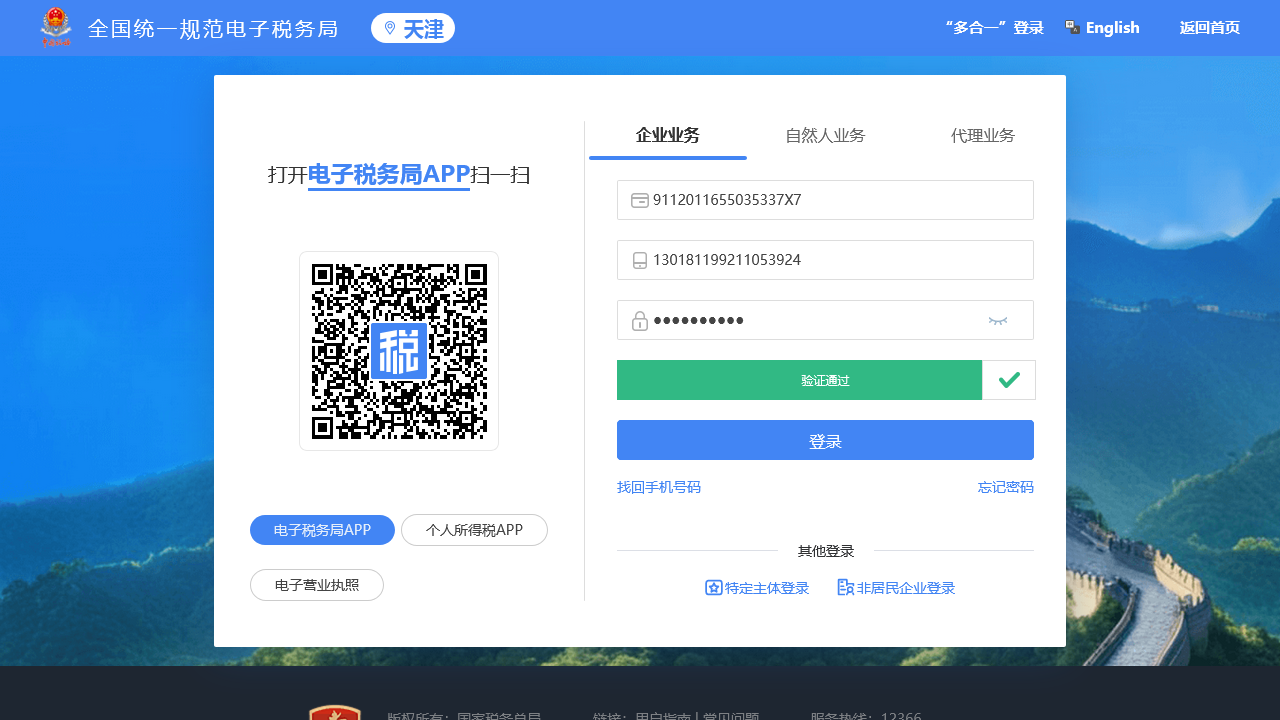 全国统一规范电子税务局
天津
“多合一”登录
English
返回首页
打开电子税务局APP扫一扫
税
电子税务局APP
个人所得税APP
电子营业执照
企业业务
自然人业务
代理业务
9112011655035337X7
130181199211053924
••••••••••
验证通过
登录
找回手机号码
忘记密码
其他登录
特定主体登录
非居民企业登录
版权所有：国家税务总局
链接：用户指南 | 常见问题
服务热线：12366